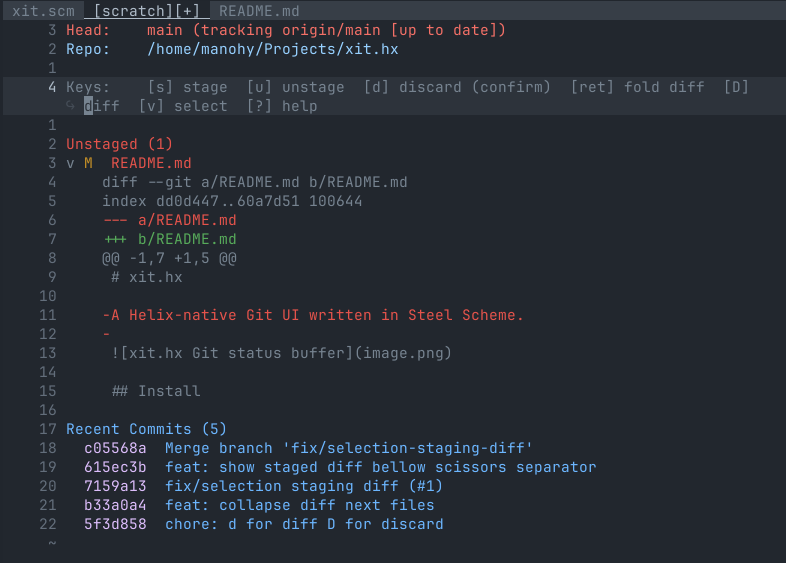 xit.scm [scratch][+] README.md
3 Head:    main (tracking origin/main [up to date])
2 Repo:    /home/manohy/Projects/xit.hx
1
4 Keys:    [s] stage  [u] unstage  [d] discard (confirm)  [ret] fold diff  [D]
↪ diff  [v] select  [?] help
1
2 Unstaged (1)
3 v M  README.md
4     diff --git a/README.md b/README.md
5     index dd0d447..60a7d51 100644
6     --- a/README.md
7     +++ b/README.md
8     @@ -1,7 +1,5 @@
9      # xit.hx
10
11     -A Helix-native Git UI written in Steel Scheme.
12     -
13      ![xit.hx Git status buffer](image.png)
14
15      ## Install
16
17 Recent Commits (5)
18   c05568a  Merge branch 'fix/selection-staging-diff'
19   615ec3b  feat: show staged diff bellow scissors separator
20   7159a13  fix/selection staging diff (#1)
21   b33a0a4  feat: collapse diff next files
22   5f3d858  chore: d for diff D for discard
~